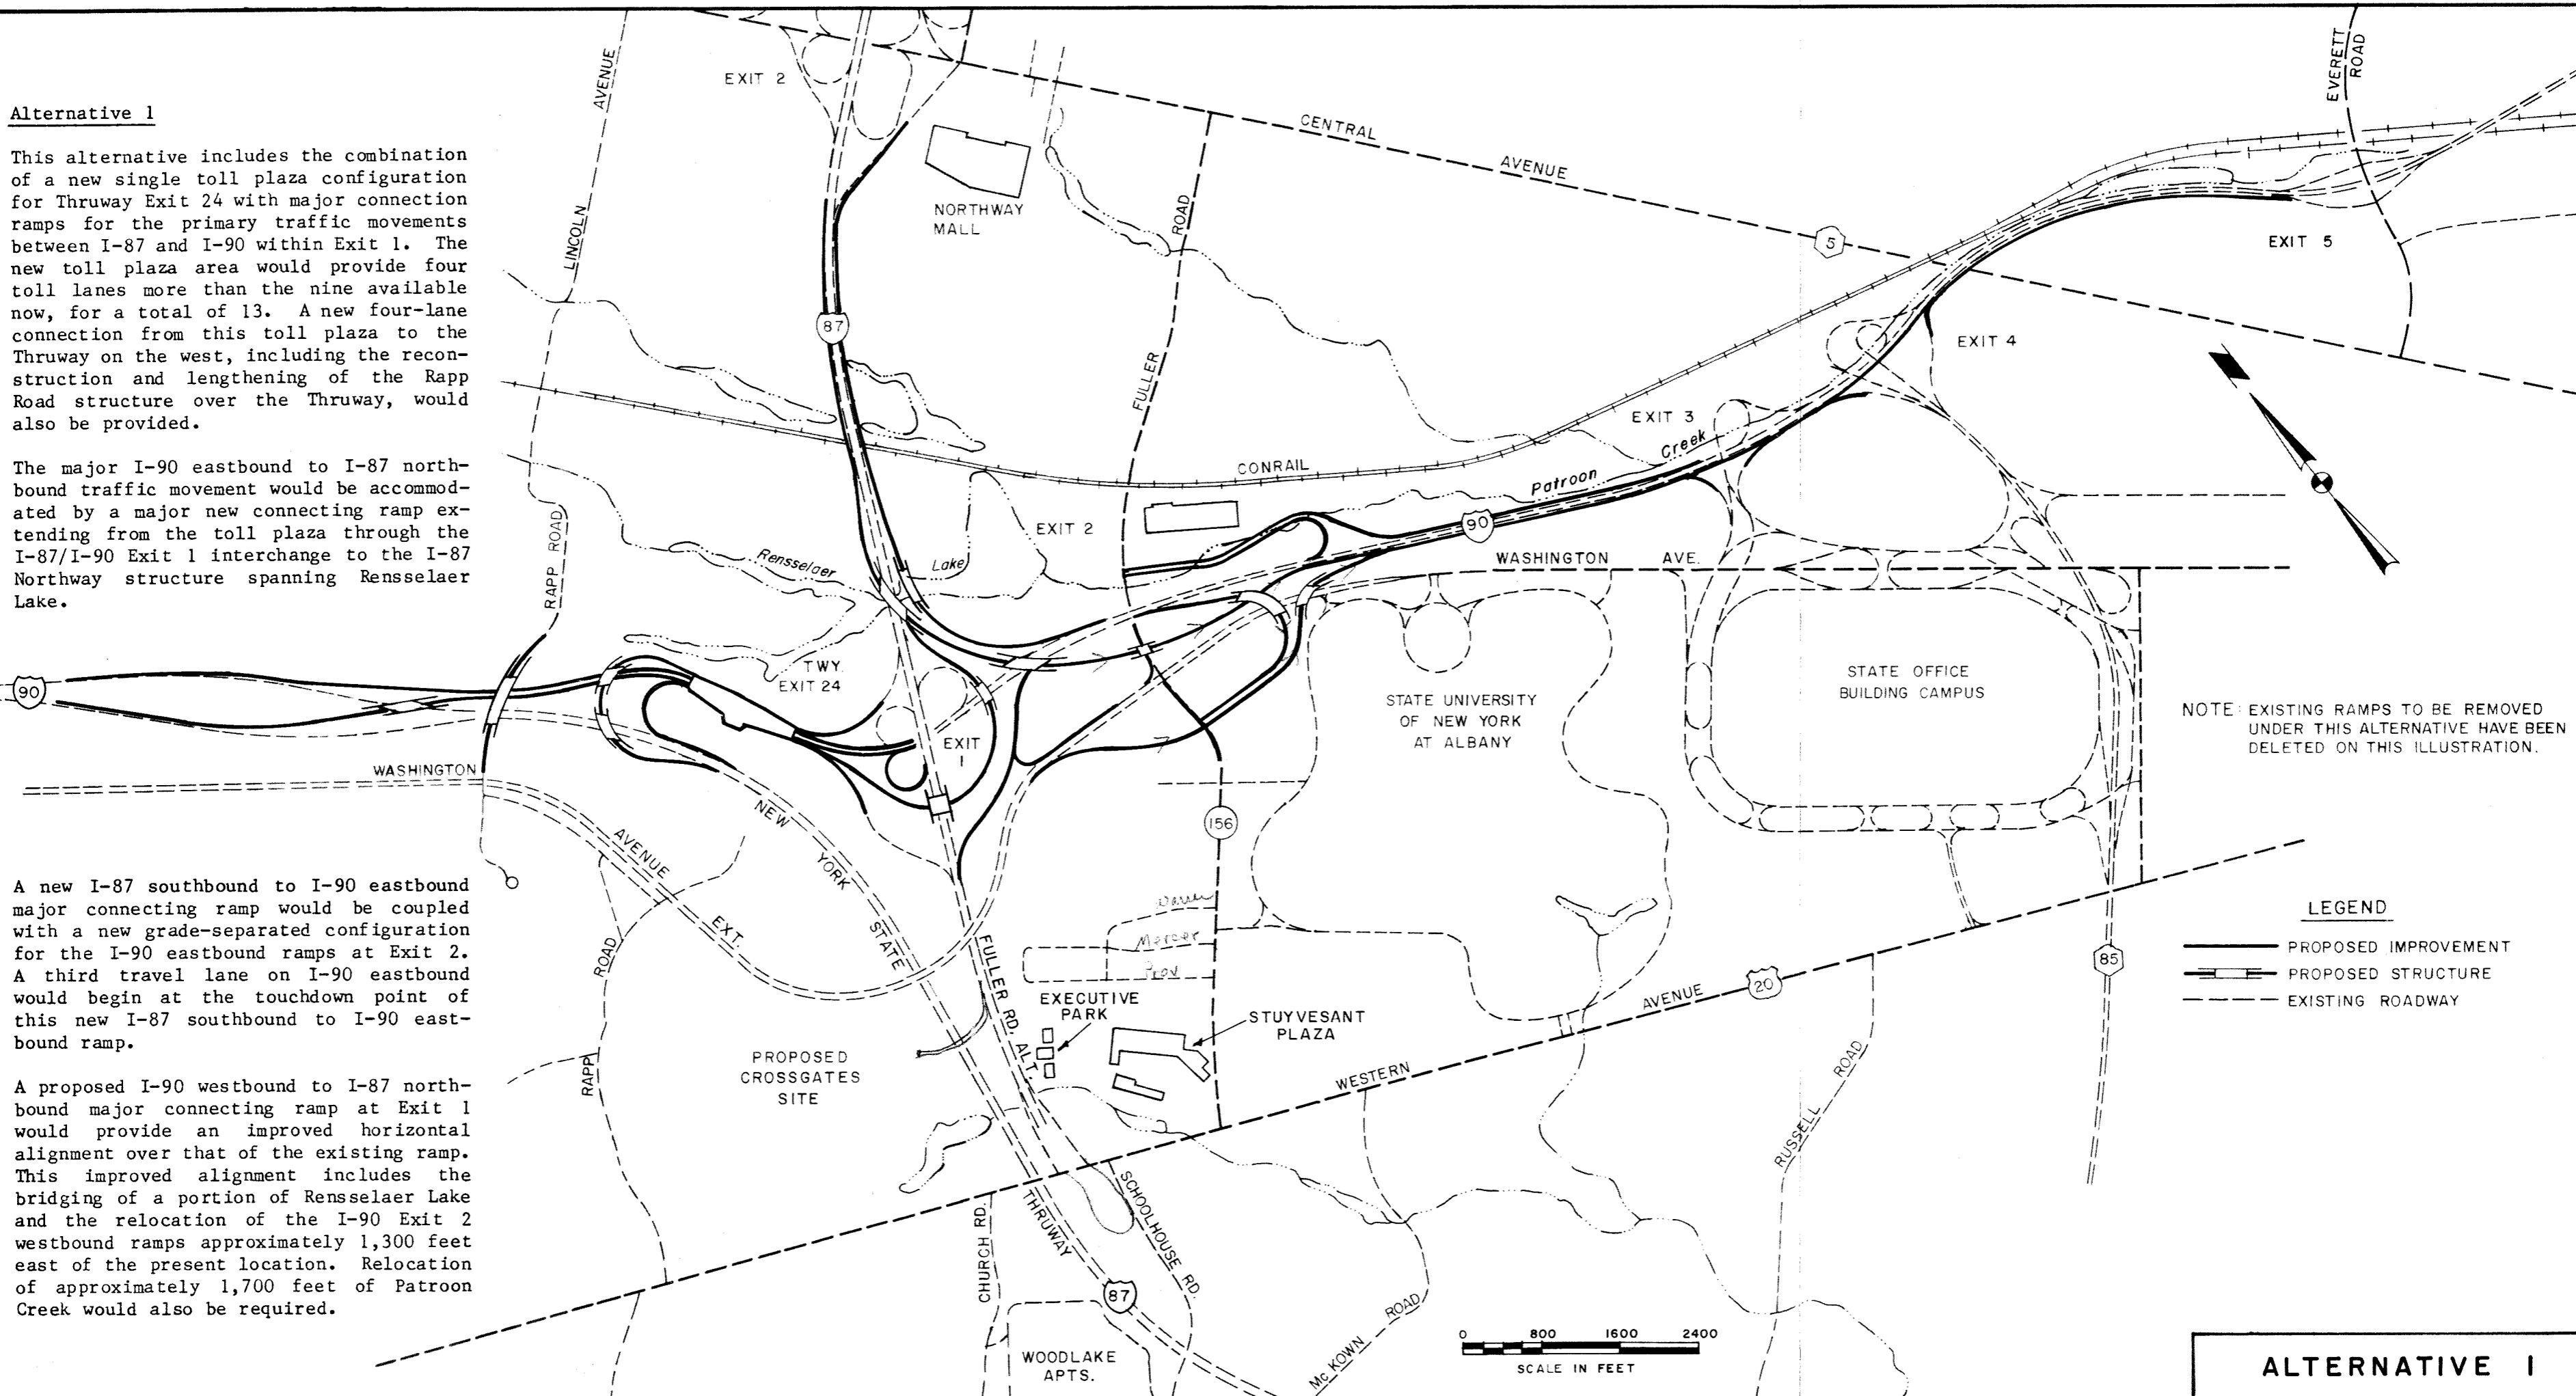 Alternative 1
This alternative includes the combination
of a new single toll plaza configuration
for Thruway Exit 24 with major connection
ramps for the primary traffic movements
between I-87 and I-90 within Exit 1. The
new toll plaza area would provide four
toll lanes more than the nine available
now, for a total of 13. A new four-lane
connection from this toll plaza to the
Thruway on the west, including the recon-
struction and lengthening of the Rapp
Road structure over the Thruway, would
also be provided.
The major I-90 eastbound to I-87 north-
bound traffic movement would be accommod-
ated by a major new connecting ramp ex-
tending from the toll plaza through the
I-87/I-90 Exit 1 interchange to the I-87
Northway structure spanning Rensselaer
Lake.
A new I-87 southbound to I-90 eastbound
major connecting ramp would be coupled
with a new grade-separated configuration
for the I-90 eastbound ramps at Exit 2.
A third travel lane on I-90 eastbound
would begin at the touchdown point of
this new I-87 southbound to I-90 east-
bound ramp.
A proposed I-90 westbound to I-87 north-
bound major connecting ramp at Exit 1
would provide an improved horizontal
alignment over that of the existing ramp.
This improved alignment includes the
bridging of a portion of Rensselaer Lake
and the relocation of the I-90 Exit 2
westbound ramps approximately 1,300 feet
east of the present location. Relocation
of approximately 1,700 feet of Patroon
Creek would also be required.
EXIT 2
LINCOLN AVENUE
NORTHWAY
MALL
FULLER ROAD
CENTRAL AVENUE
5
EVERETT
ROAD
EXIT 5
EXIT 4
EXIT 3
87
CONRAIL
Patroon Creek
90
EXIT 2
Rensselaer Lake
RAPP ROAD
WASHINGTON AVE.
90
TWY.
EXIT 24
EXIT
1
STATE UNIVERSITY
OF NEW YORK
AT ALBANY
STATE OFFICE
BUILDING CAMPUS
NOTE: EXISTING RAMPS TO BE REMOVED
UNDER THIS ALTERNATIVE HAVE BEEN
DELETED ON THIS ILLUSTRATION.
WASHINGTON AVENUE EXT.
NEW YORK STATE THRUWAY
156
Mercer
FULLER RD. ALT.
EXECUTIVE
PARK
STUYVESANT
PLAZA
RAPP ROAD
PROPOSED
CROSSGATES
SITE
WESTERN AVENUE
20
85
RUSSELL ROAD
CHURCH RD.
SCHOOLHOUSE RD.
87
WOODLAKE
APTS.
McKOWN ROAD
LEGEND
PROPOSED IMPROVEMENT
PROPOSED STRUCTURE
EXISTING ROADWAY
0 800 1600 2400
SCALE IN FEET
ALTERNATIVE 1